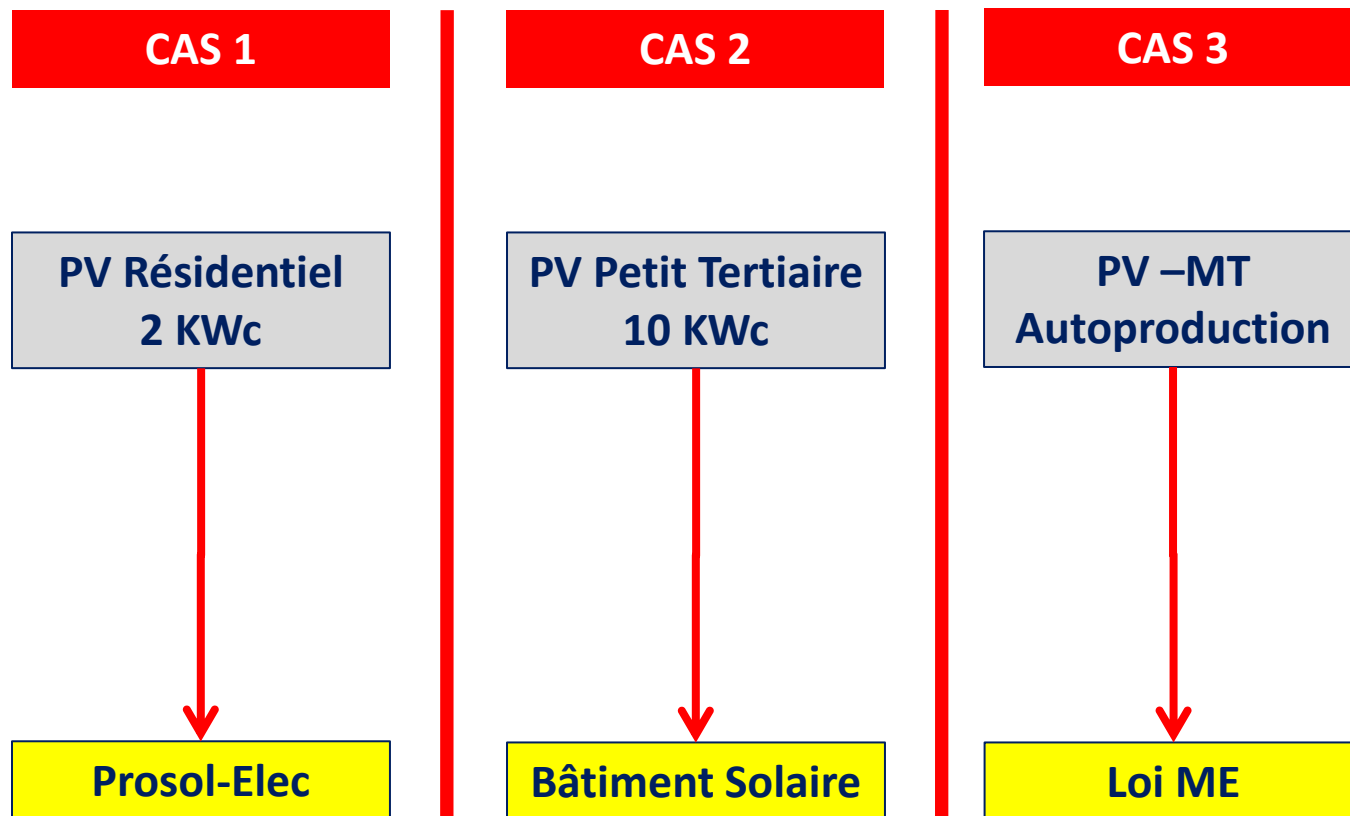 CAS 1
CAS 2
CAS 3
PV Résidentiel
2 KWc
PV Petit Tertiaire
10 KWc
PV –MT
Autoproduction
Prosol-Elec
Bâtiment Solaire
Loi ME